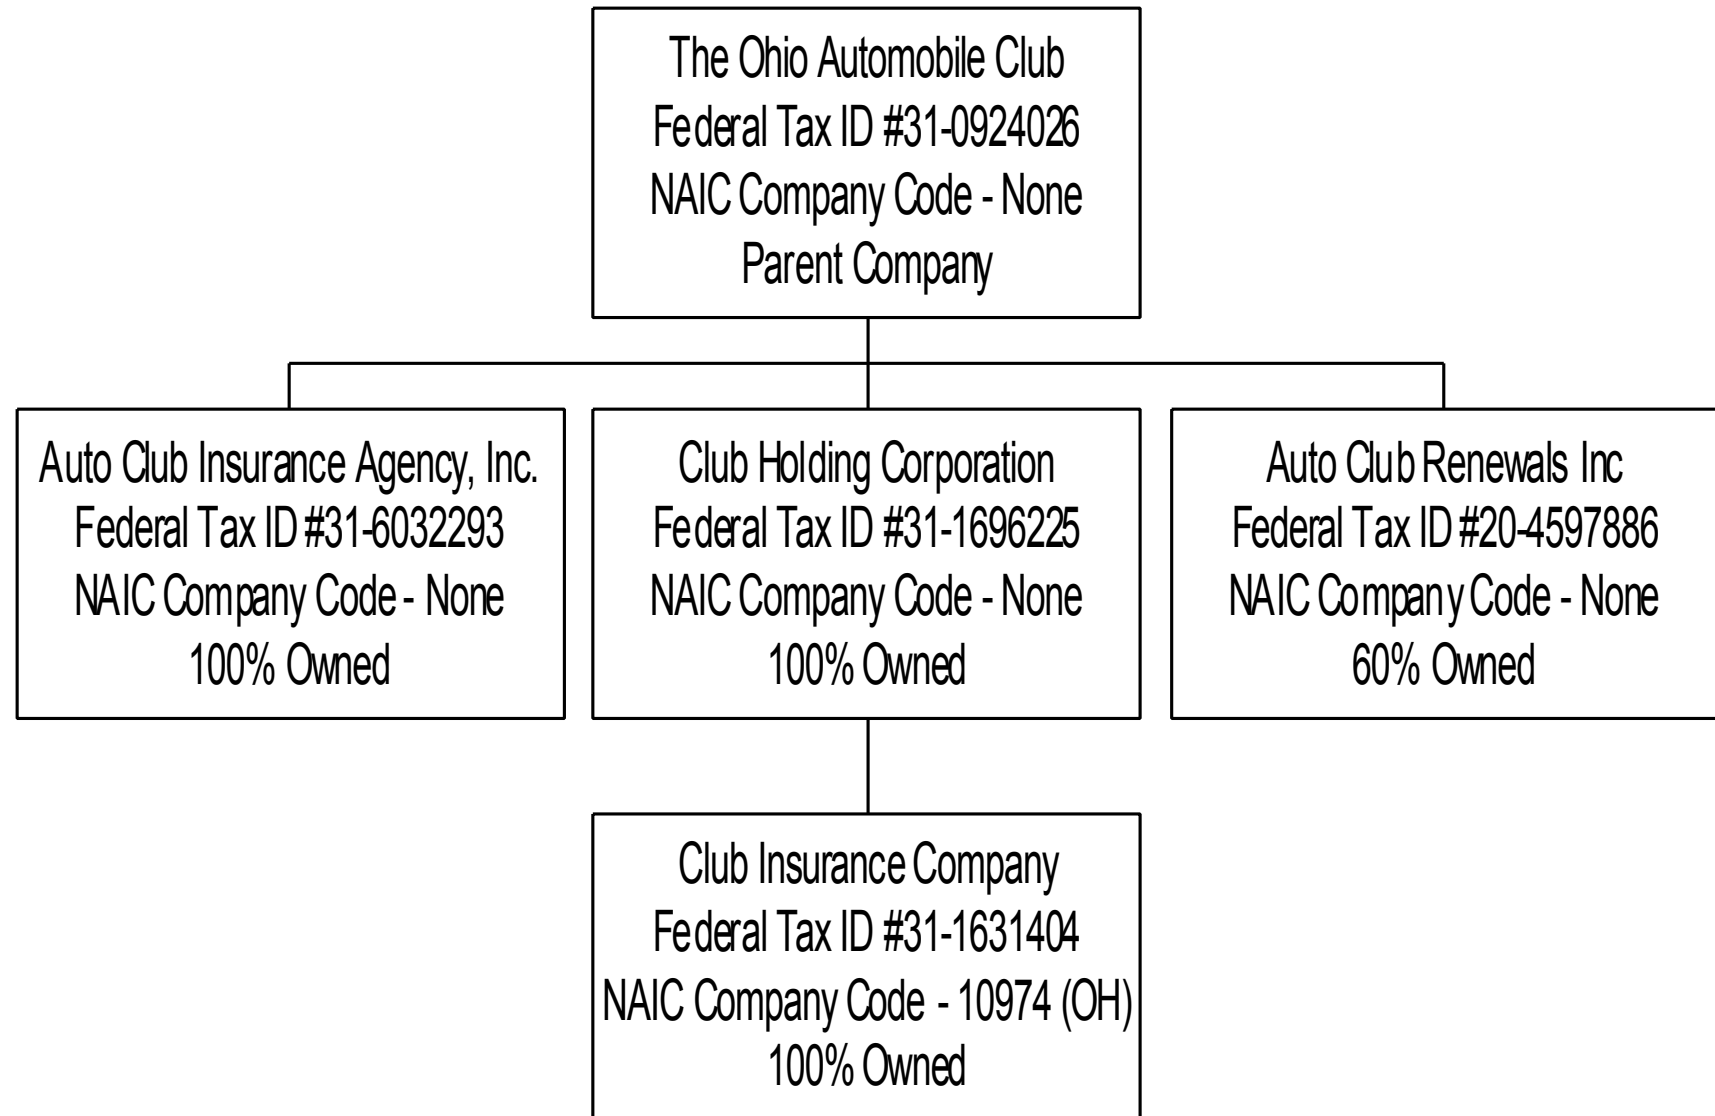 The Ohio Automobile Club
Federal Tax ID #31-0924026
NAIC Company Code - None
Parent Company
Auto Club Insurance Agency, Inc.
Federal Tax ID #31-6032293
NAIC Company Code - None
100% Owned
Club Holding Corporation
Federal Tax ID #31-1696225
NAIC Company Code - None
100% Owned
Auto Club Renewals Inc
Federal Tax ID #20-4597886
NAIC Company Code - None
60% Owned
Club Insurance Company
Federal Tax ID #31-1631404
NAIC Company Code - 10974 (OH)
100% Owned